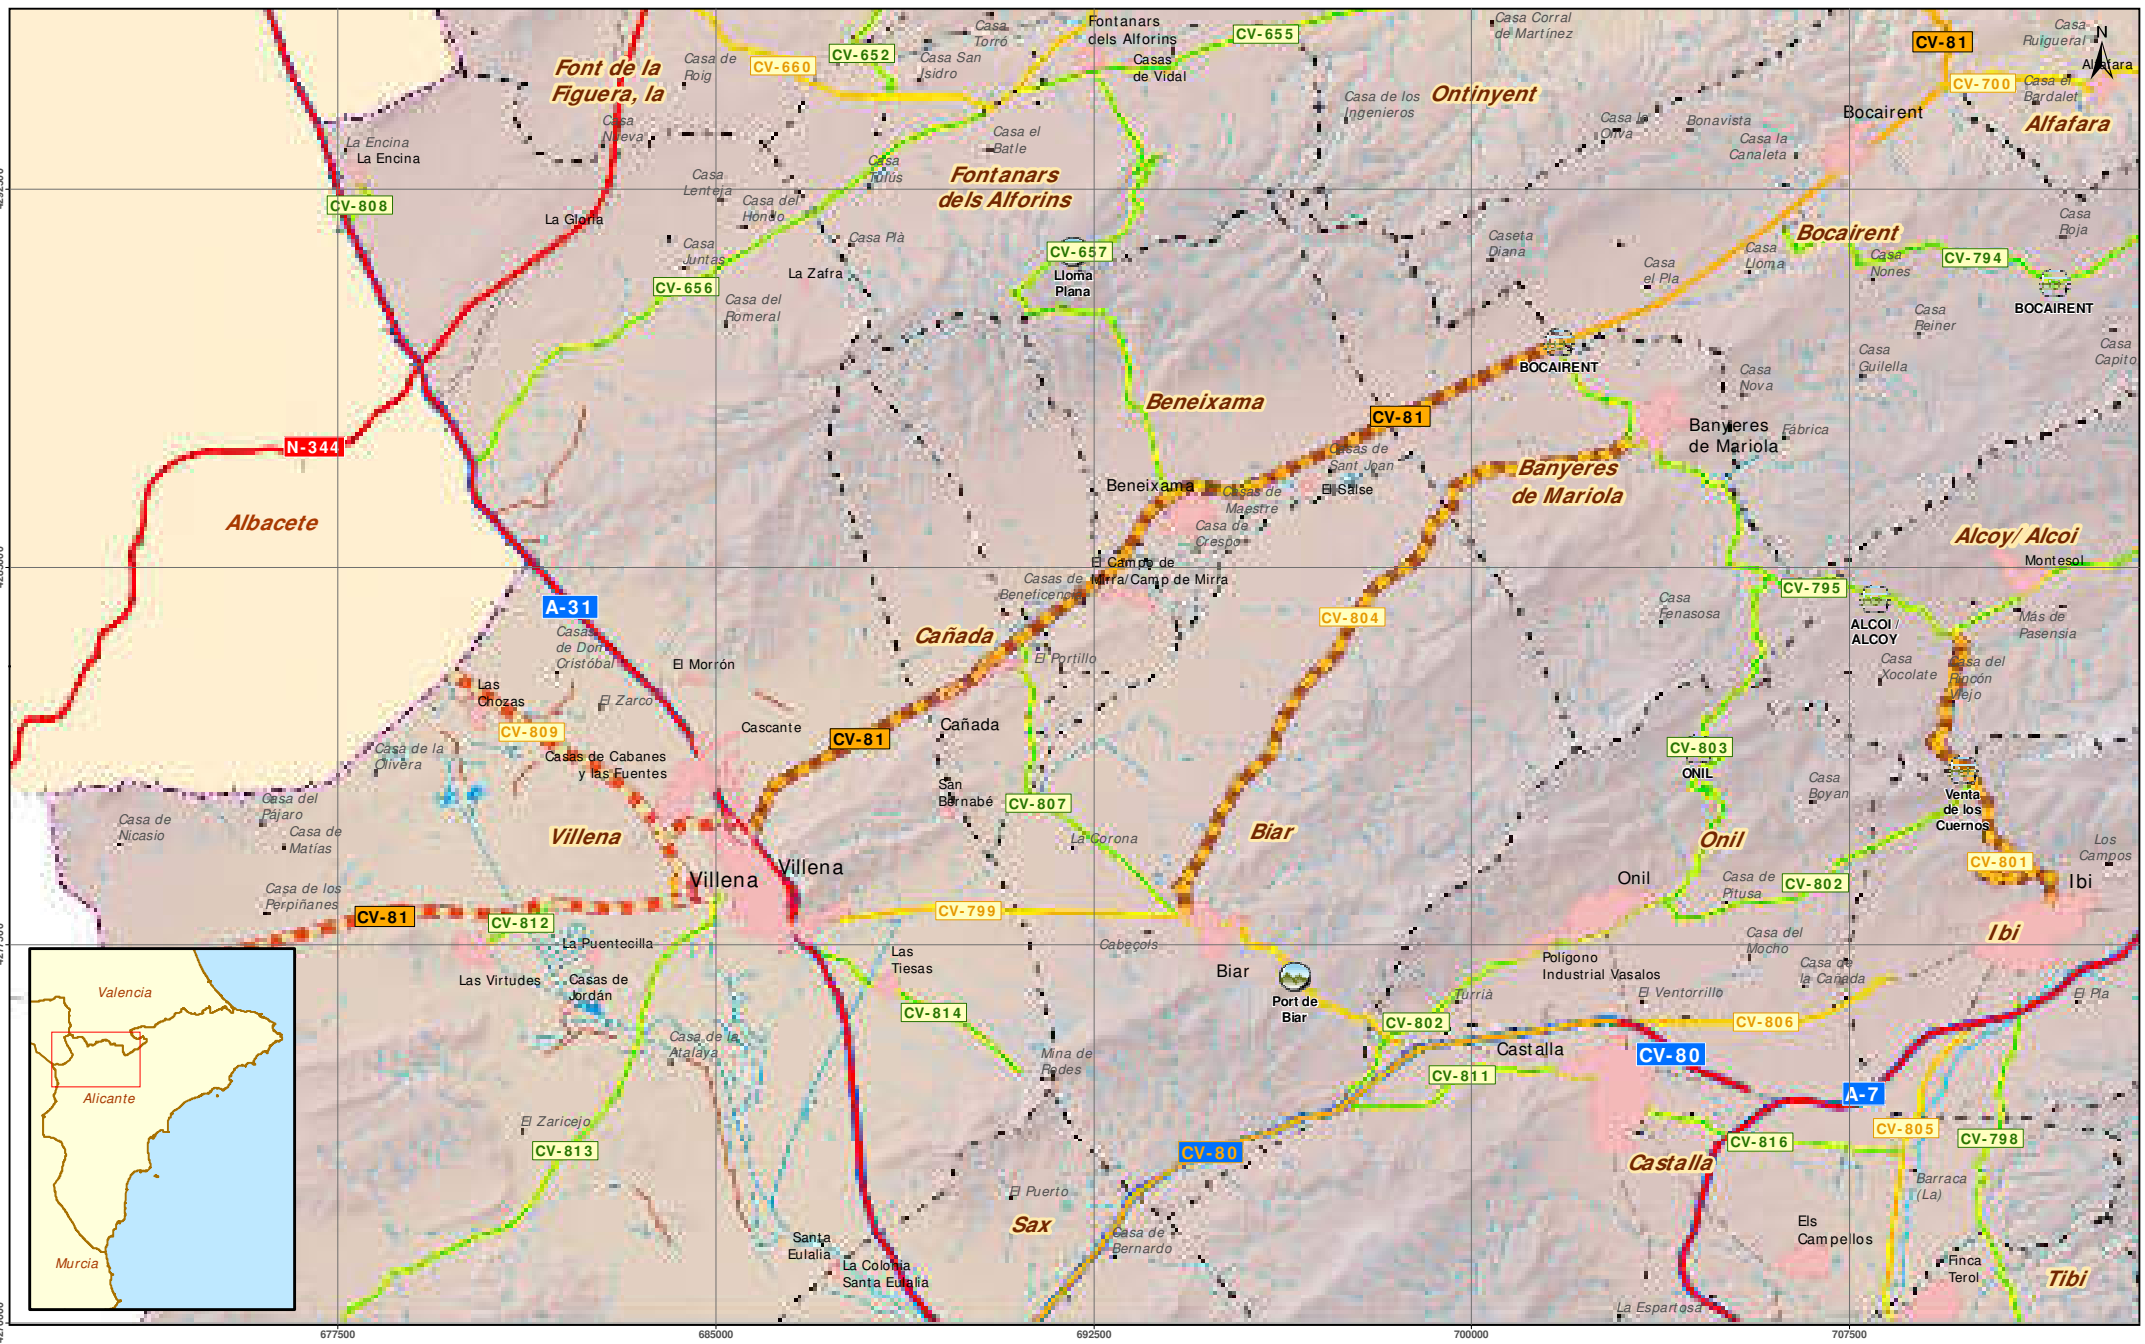 Casa Corral
de Martínez
Fontanars
dels Alforins
CV-655
Casa
Torró
Casa
Ruigueral
N
CV-81
CV-652
CV-660
Casa de
Roig
Casa San
Isidro
Casas
de Vidal
Font de la
Figuera, la
Alfafara
CV-700
Casa el
Bardalet
Ontinyent
Casa de los
Ingenieros
Bocairent
Alfafara
Casa la
Oliva
Bonavista
Casa
Nueva
Casa el
Batle
Casa la
Canaleta
La Encina
La Encina
Casa
Tulús
Casa
Lenteja
Fontanars
dels Alforins
CV-808
La Gloria
Casa del
Hondo
Casa
Roja
Bocairent
Casa Plà
Caseta
Diana
Casa
Juntas
CV-657
Casa
Lloma
Casa
Nones
CV-794
Casa
el Pla
La Zafra
Lloma
Plana
CV-656
Casa del
Romeral
BOCAIRENT
Casa
Reiner
Casa
Capito
Casa
Guilella
BOCAIRENT
Casa
Nova
Beneixama
CV-81
Banyeres
de Mariola
Fábrica
N-344
Casas de
Sant Joan
Banyeres
de Mariola
Beneixama
El Salse
Casas de
Maestre
Albacete
Casa de
Crespo
Alcoy/ Alcoi
Montesol
El Campo de
Mirra/Camp de Mirra
Casas de
Beneficencia
CV-795
A-31
Casa
Fenasosa
CV-804
Más de
Pasensia
ALCOI /
ALCOY
Cañada
Casas
de Don
Cristóbal
El Morrón
El Portillo
Casa
Xocolate
Casa del
Rincón
Viejo
Las
Chozas
El Zarco
Cañada
Cascante
CV-809
CV-81
CV-803
Casa de la
Olivera
Casas de Cabanes
y las Fuentes
ONIL
Casa
Boyan
San
Bernabé
CV-807
Venta
de los
Cuernos
Casa del
Pájaro
Casa de
Nicasio
Casa de
Matías
Villena
La Corona
Biar
Onil
Los
Campos
CV-801
Villena
Villena
Onil
Casa de
Pitusa
CV-802
Ibi
Casa de los
Perpiñanes
CV-81
CV-812
CV-799
Ibi
La Puentecilla
Cabeçols
Casa del
Mocho
Las
Tiesas
Polígono
Industrial Vasalos
Casa de
la Cañada
Las Virtudes
Casas de
Jordán
Biar
Turrià
El Ventorrillo
El Pla
Port de
Biar
CV-814
CV-802
CV-806
Casa de la
Atalaya
Castalla
CV-80
Mina de
Redes
CV-811
A-7
El Zaricejo
CV-805
CV-798
CV-816
CV-813
CV-80
Castalla
El Puerto
Barraca
(La)
Sax
Els
Campellos
Santa
Eulalia
Casa de
Bernardo
La Colonia
Santa Eulalia
Finca
Terol
Tibi
La Espartosa
Valencia
Alicante
Murcia
677500
685000
692500
700000
707500